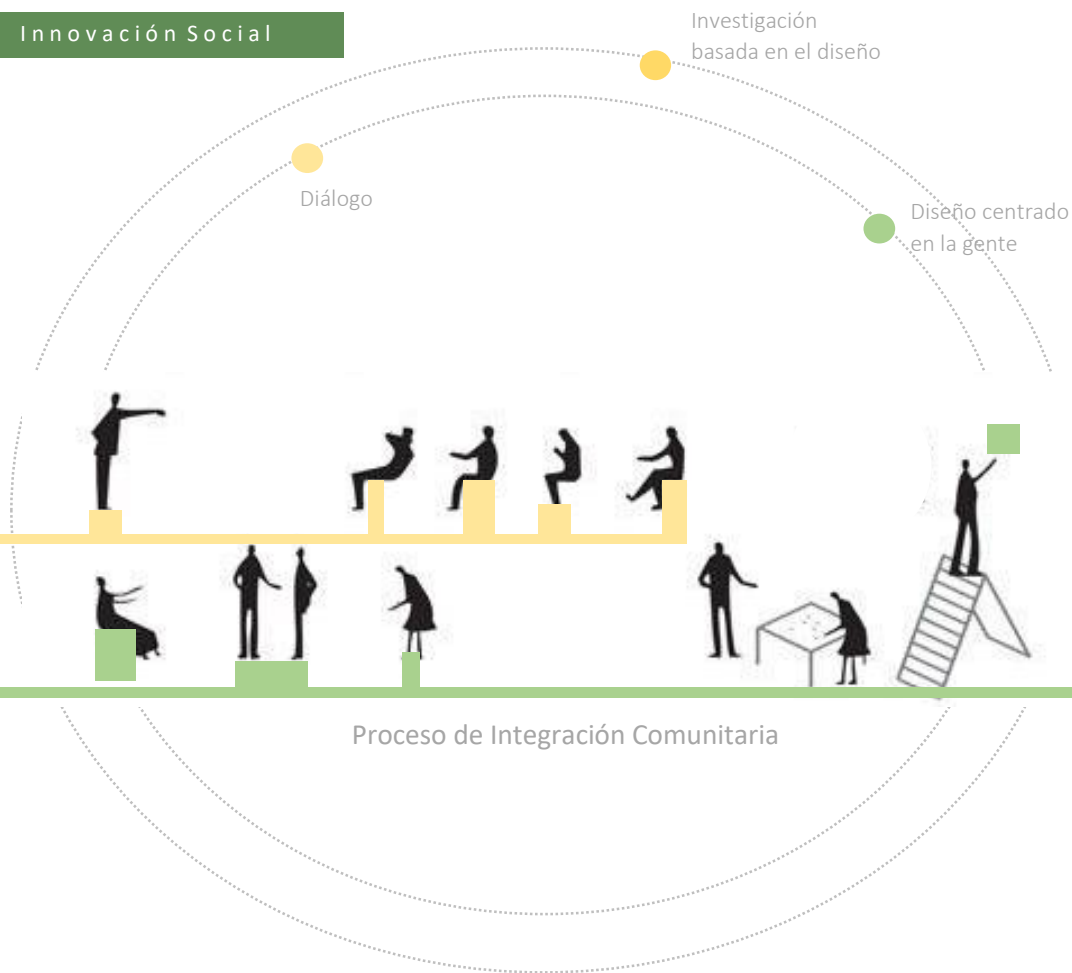 Innovación Social
Investigación
basada en el diseño
Diálogo
Diseño centrado
en la gente
Proceso de Integración Comunitaria